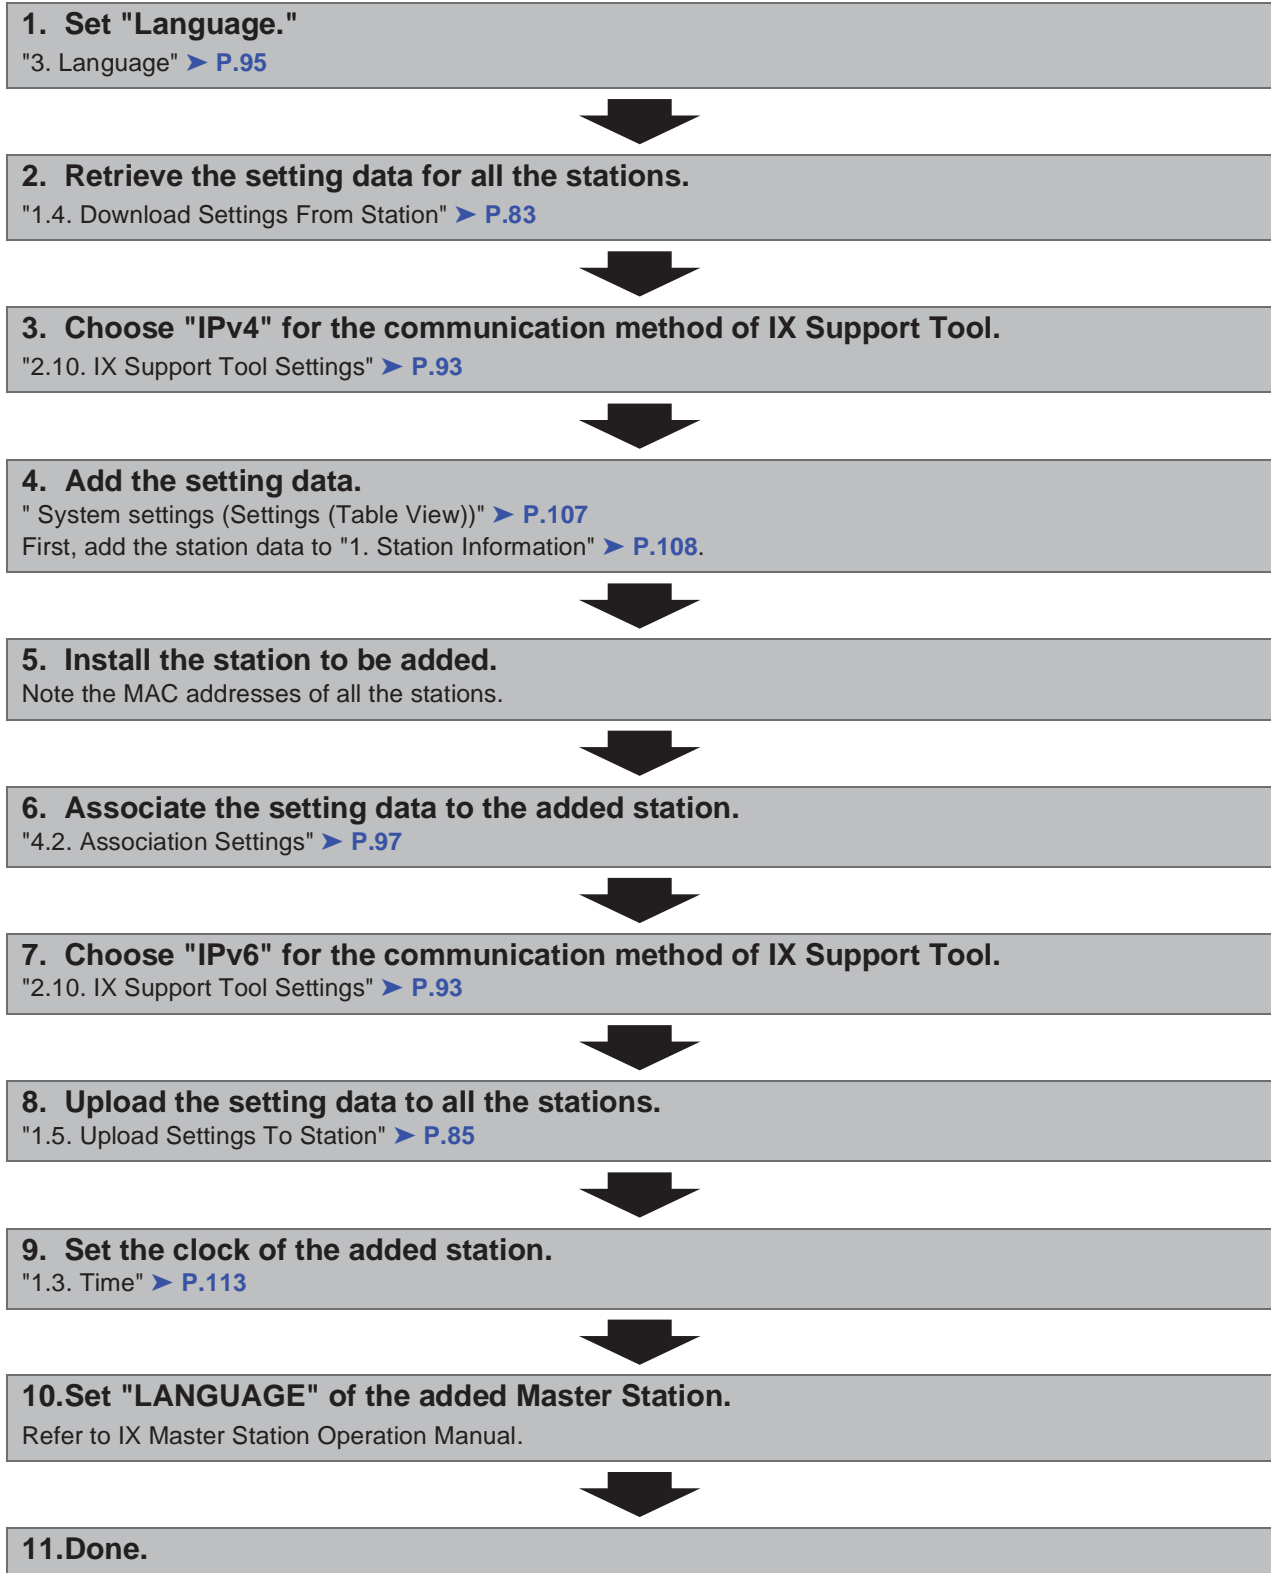 1. Set "Language."
"3. Language" ➤ P.95
2. Retrieve the setting data for all the stations.
"1.4. Download Settings From Station" ➤ P.83
3. Choose "IPv4" for the communication method of IX Support Tool.
"2.10. IX Support Tool Settings" ➤ P.93
4. Add the setting data.
" System settings (Settings (Table View))" ➤ P.107
First, add the station data to "1. Station Information" ➤ P.108.
5. Install the station to be added.
Note the MAC addresses of all the stations.
6. Associate the setting data to the added station.
"4.2. Association Settings" ➤ P.97
7. Choose "IPv6" for the communication method of IX Support Tool.
"2.10. IX Support Tool Settings" ➤ P.93
8. Upload the setting data to all the stations.
"1.5. Upload Settings To Station" ➤ P.85
9. Set the clock of the added station.
"1.3. Time" ➤ P.113
10.Set "LANGUAGE" of the added Master Station.
Refer to IX Master Station Operation Manual.
11.Done.